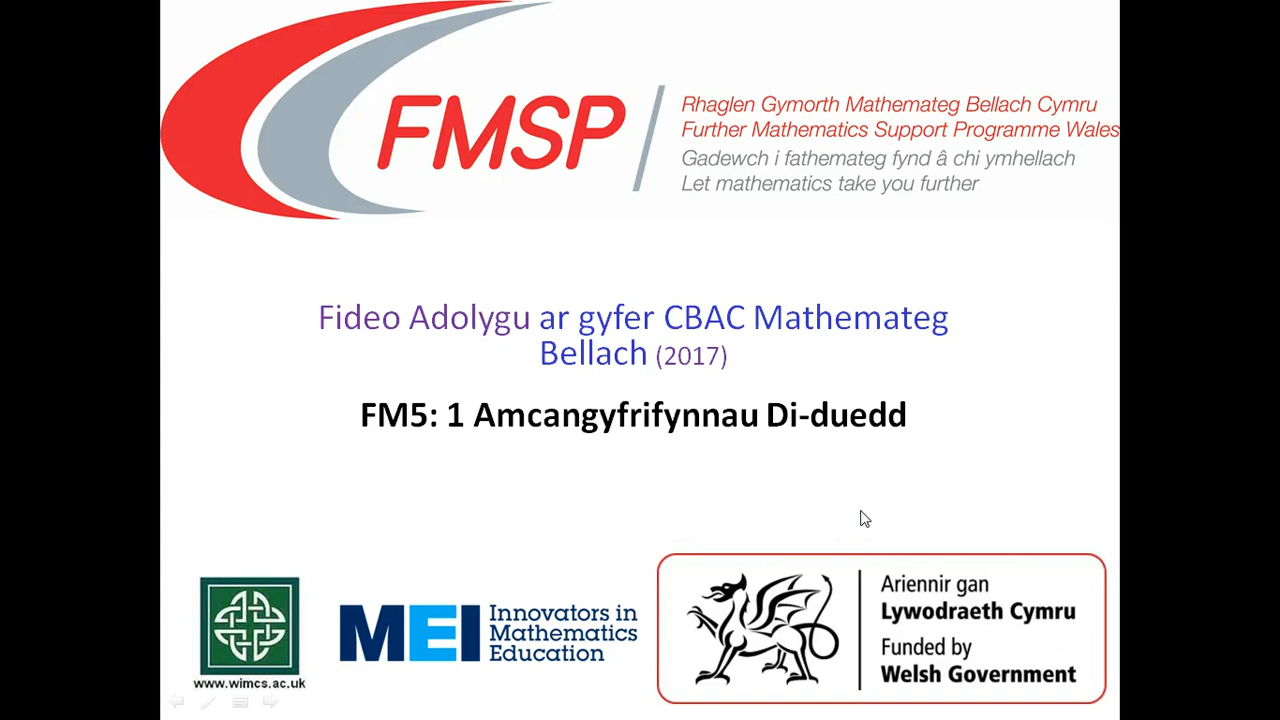 FMSP
Rhaglen Gymorth Mathemateg Bellach Cymru
Further Mathematics Support Programme Wales
Gadewch i fathemateg fynd â chi ymhellach
Let mathematics take you further
Fideo Adolygu ar gyfer CBAC Mathemateg
Bellach (2017)
FM5: 1 Amcangyfrifynnau Di-duedd
www.wimcs.ac.uk
MEI
Innovators in
Mathematics
Education
Ariennir gan
Lywodraeth Cymru
Funded by
Welsh Government